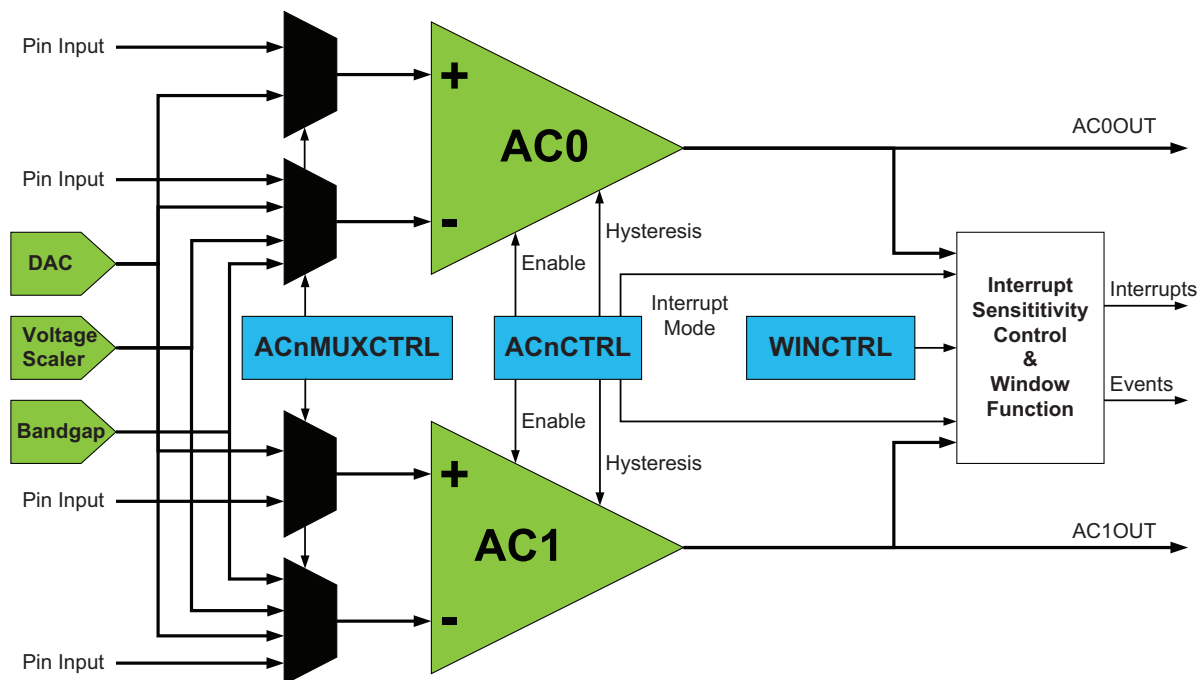 Pin Input
+
AC0
AC0OUT
Pin Input
-
Hysteresis
DAC
Enable
Interrupt
Sensititivity
Control
&
Window
Function
Interrupts
Interrupt
Mode
Voltage
Scaler
ACnMUXCTRL
ACnCTRL
WINCTRL
Events
Bandgap
Enable
Hysteresis
+
Pin Input
AC1
AC1OUT
-
Pin Input